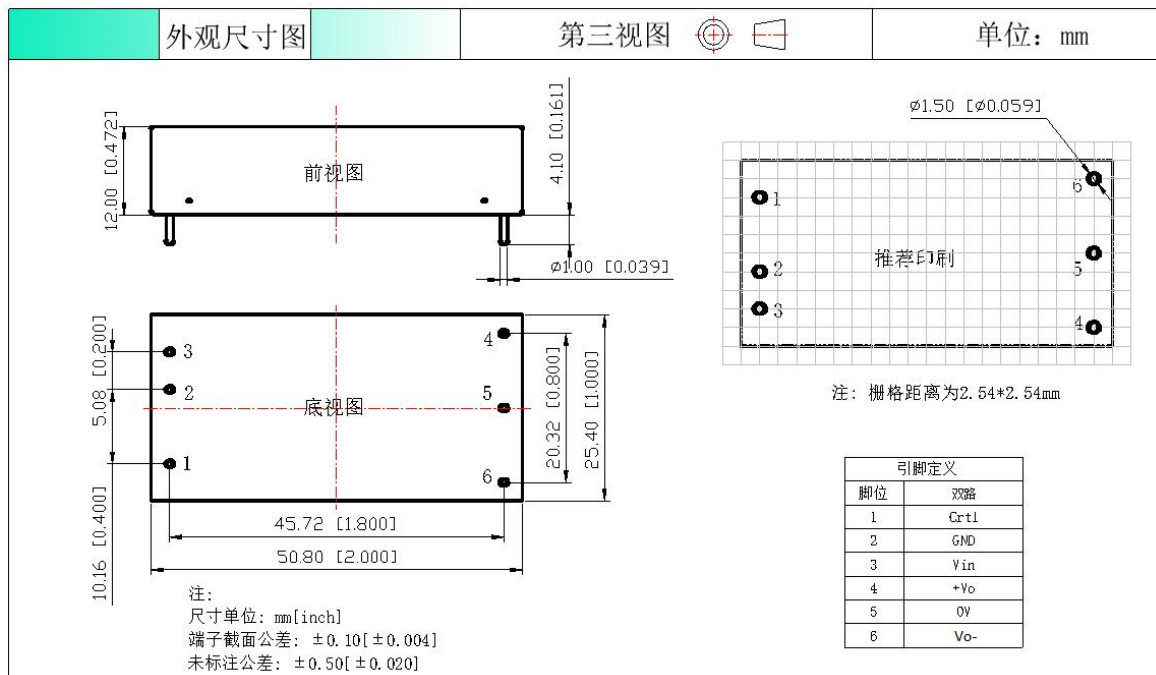 外观尺寸图
第三视图
单位: mm
12.00 [0.472]
前视图
4.10 [0.161]
ø1.00 [0.039]
5.08 [0.200]
10.16 [0.400]
3
2
1
底视图
4
5
6
20.32 [0.800]
25.40 [1.000]
45.72 [1.800]
50.80 [2.000]
注:
尺寸单位: mm[inch]
端子截面公差: ±0.10[±0.004]
未标注公差: ±0.50[±0.020]
ø1.50 [ø0.059]
1
2
3
推荐印刷
6
5
4
注: 栅格距离为2.54*2.54mm
引脚定义
脚位 双路
1 Crtl
2 GND
3 Vin
4 +Vo
5 0V
6 Vo-